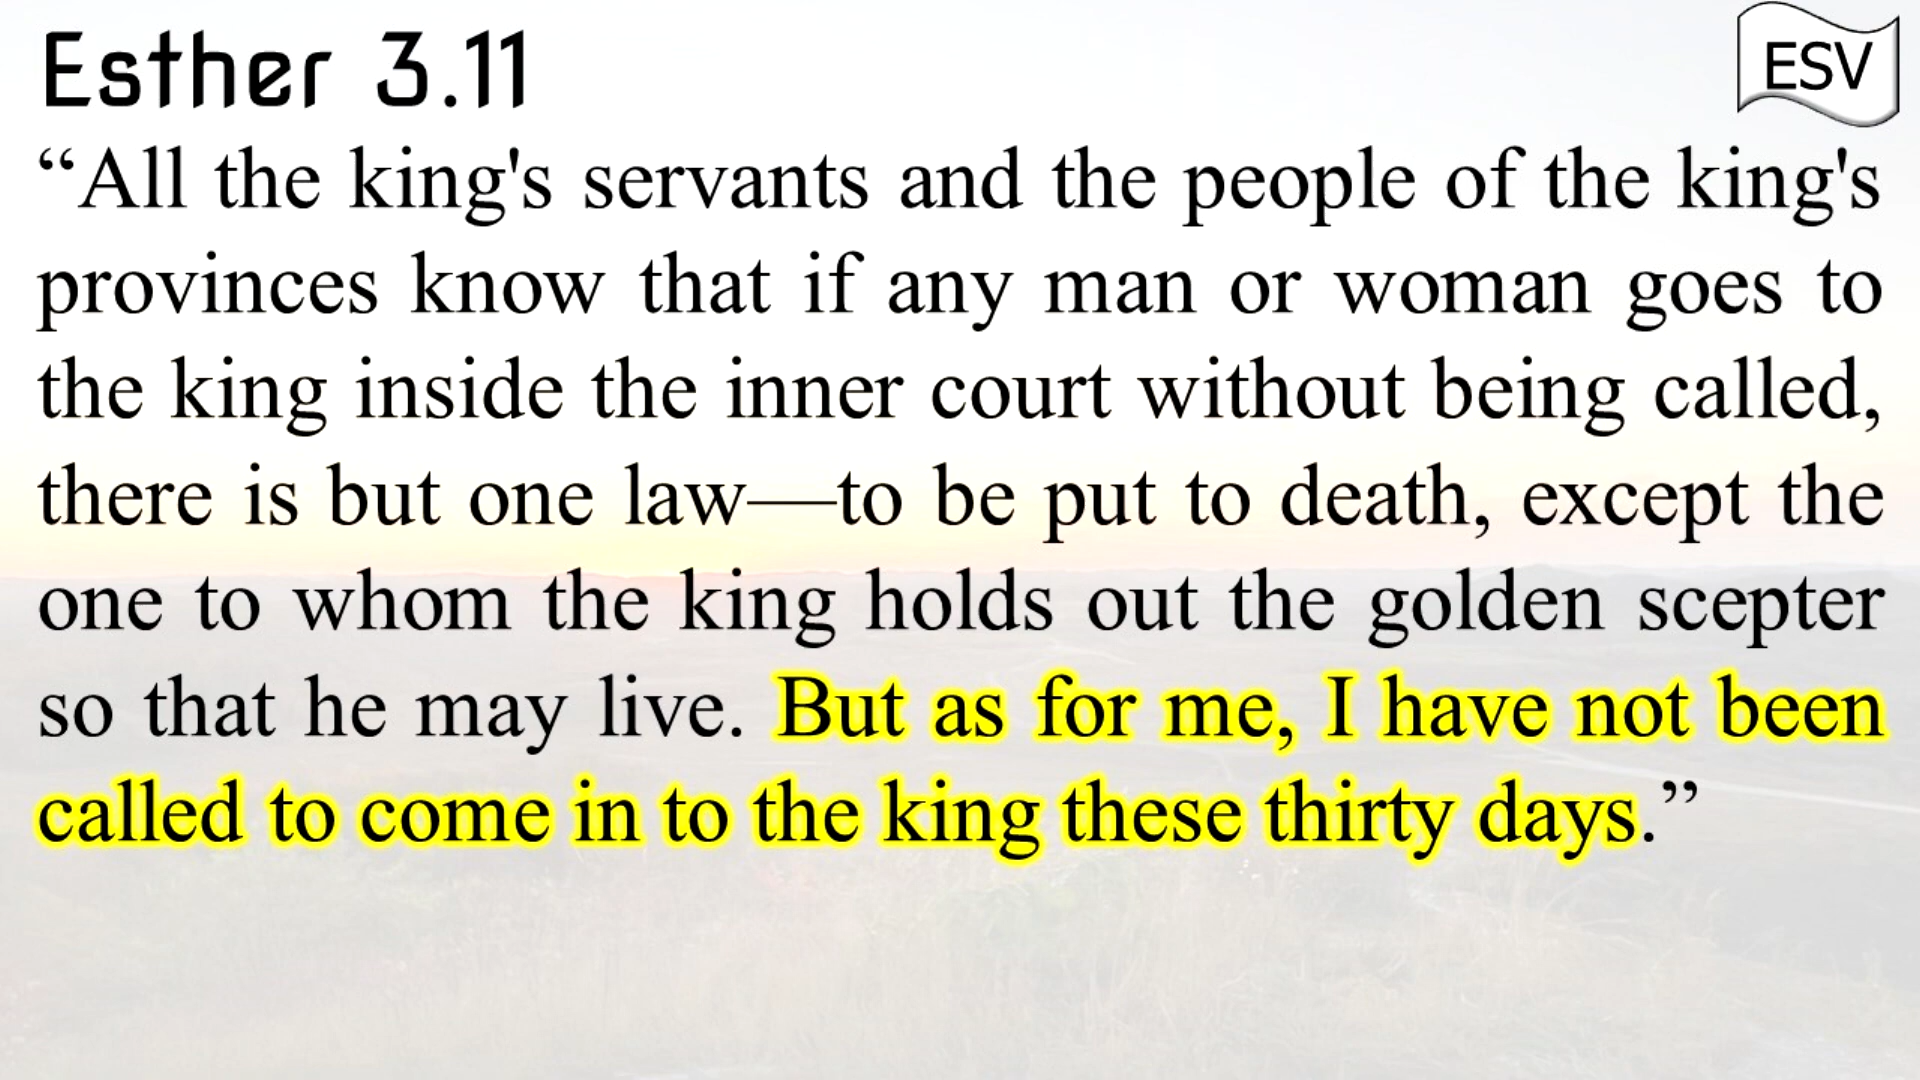 Esther 3.11
ESV
“All the king's servants and the people of the king's
provinces know that if any man or woman goes to
the king inside the inner court without being called,
there is but one law—to be put to death, except the
one to whom the king holds out the golden scepter
so that he may live. But as for me, I have not been
called to come in to the king these thirty days.”